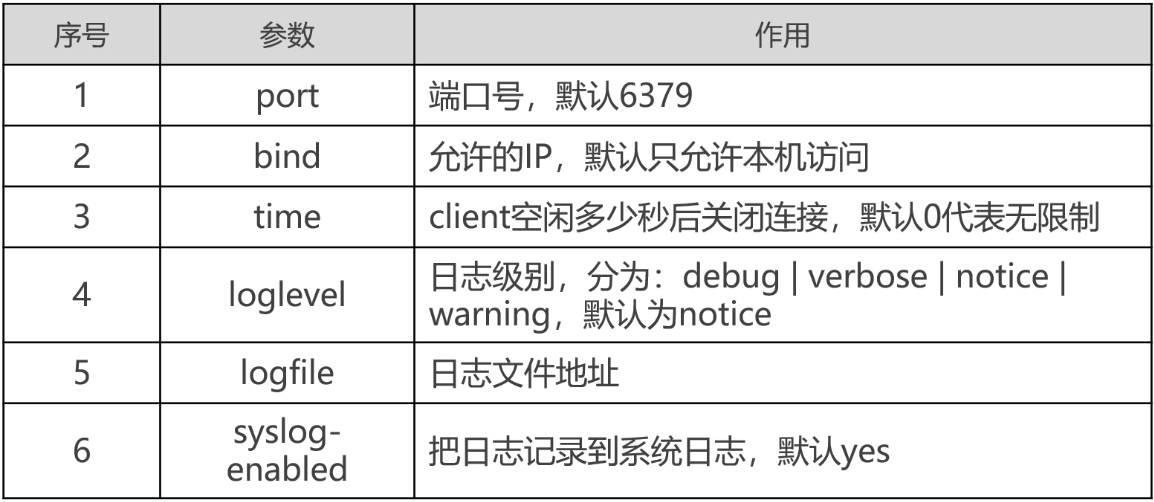 序号 参数 作用
1 port 端口号，默认6379
2 bind 允许的IP，默认只允许本机访问
3 time client空闲多少秒后关闭连接，默认0代表无限制
4 loglevel 日志级别，分为：debug | verbose | notice |
warning，默认为notice
5 logfile 日志文件地址
6 syslog-
enabled 把日志记录到系统日志，默认yes